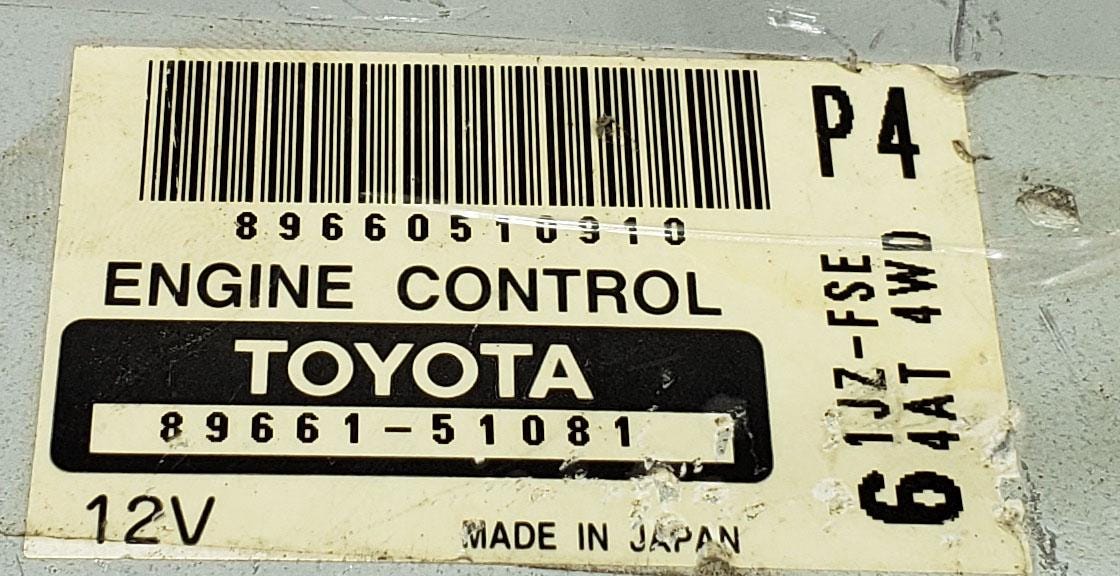 89660510910
ENGINE CONTROL
TOYOTA
89661-51081
12V
MADE IN JAPAN
P4
6
1JZ-FSE
4AT 4WD